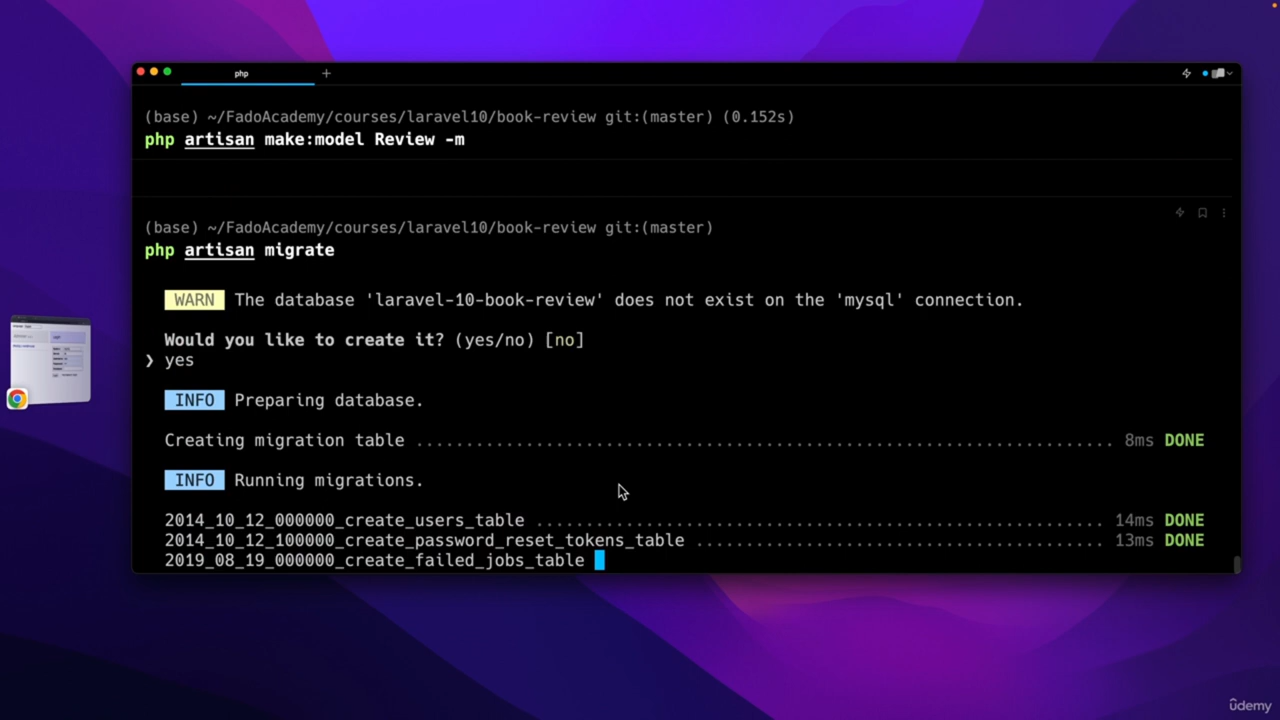 php
(base) ~/FadoAcademy/courses/laravel10/book-review git:(master) (0.152s)
php artisan make:model Review -m
(base) ~/FadoAcademy/courses/laravel10/book-review git:(master)
php artisan migrate
WARN The database 'laravel-10-book-review' does not exist on the 'mysql' connection.
Would you like to create it? (yes/no) [no]
❯ yes
INFO Preparing database.
Creating migration table ...................................................................... 8ms DONE
INFO Running migrations.
2014_10_12_000000_create_users_table ......................................................... 14ms DONE
2014_10_12_100000_create_password_reset_tokens_table ......................................... 13ms DONE
2019_08_19_000000_create_failed_jobs_table
ûdemy